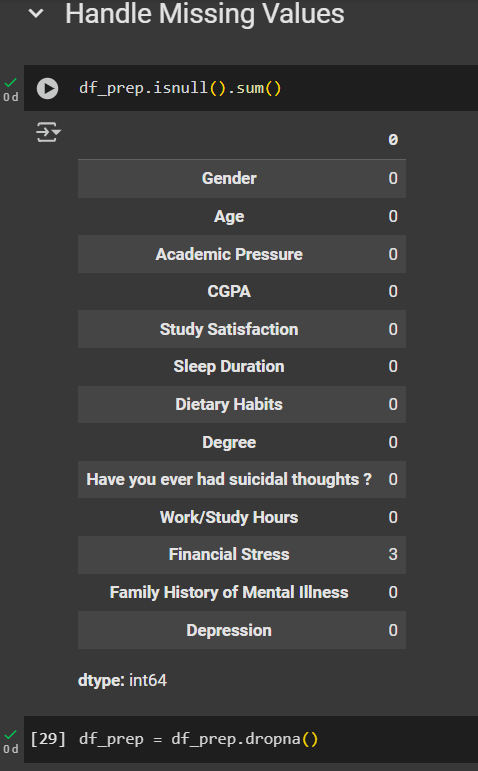 Handle Missing Values
df_prep.isnull().sum()
0 d
0
Gender 0
Age 0
Academic Pressure 0
CGPA 0
Study Satisfaction 0
Sleep Duration 0
Dietary Habits 0
Degree 0
Have you ever had suicidal thoughts ? 0
Work/Study Hours 0
Financial Stress 3
Family History of Mental Illness 0
Depression 0
dtype: int64
[29] df_prep = df_prep.dropna()
0 d